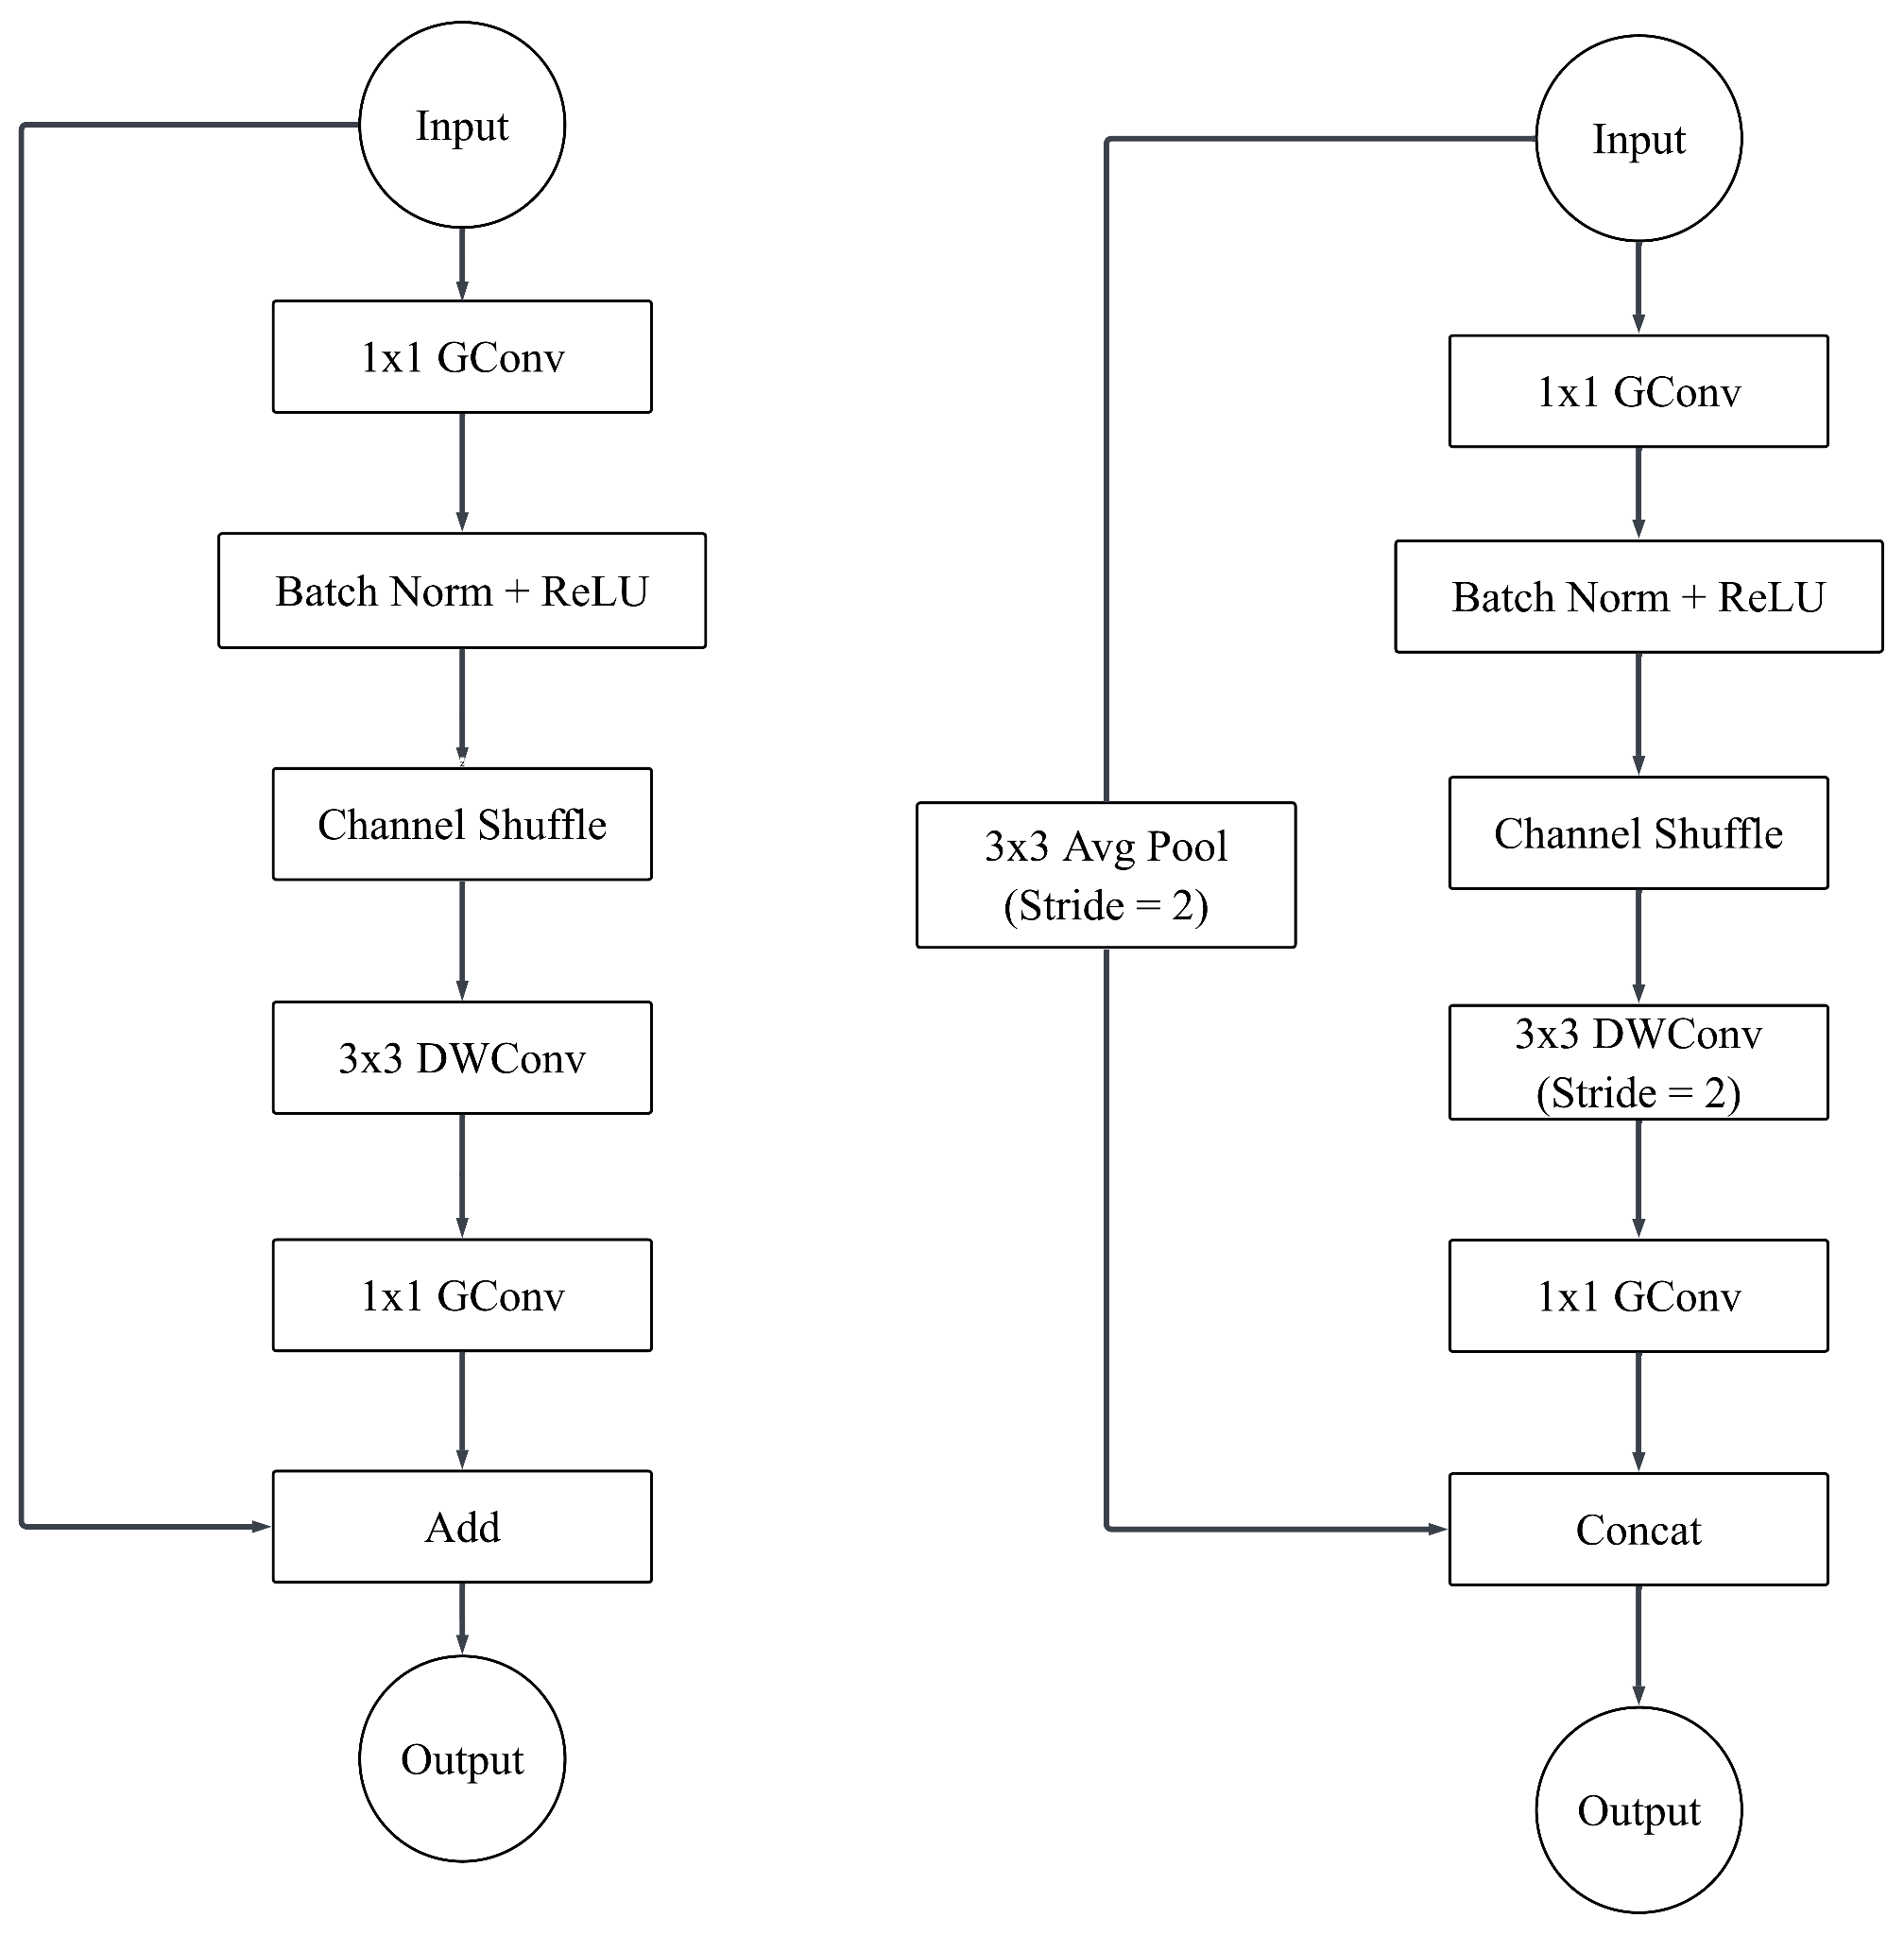 Input
1x1 GConv
Batch Norm + ReLU
Channel Shuffle
3x3 DWConv
1x1 GConv
Add
Output
Input
1x1 GConv
Batch Norm + ReLU
Channel Shuffle
3x3 Avg Pool
(Stride = 2)
3x3 DWConv
(Stride = 2)
1x1 GConv
Concat
Output